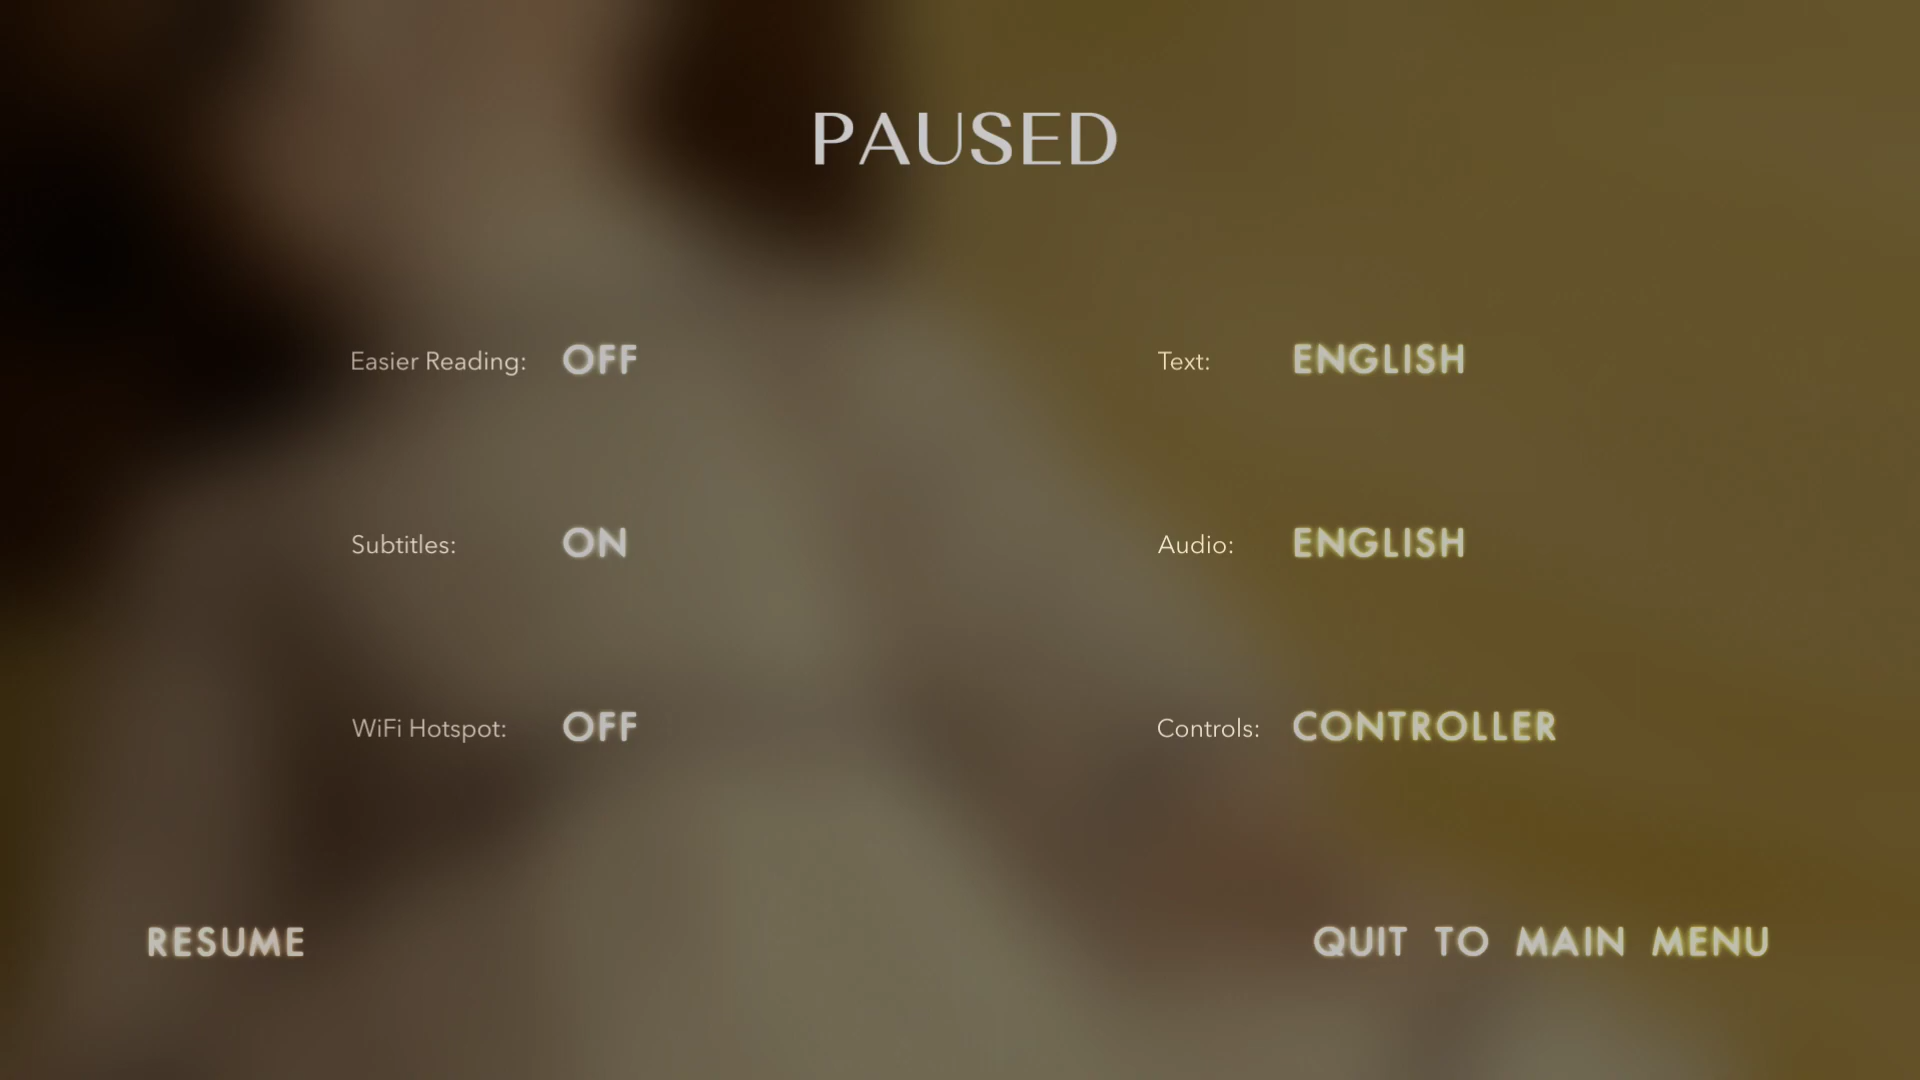 PAUSED
Easier Reading: OFF
Text: ENGLISH
Subtitles: ON
Audio: ENGLISH
WiFi Hotspot: OFF
Controls: CONTROLLER
RESUME
QUIT TO MAIN MENU